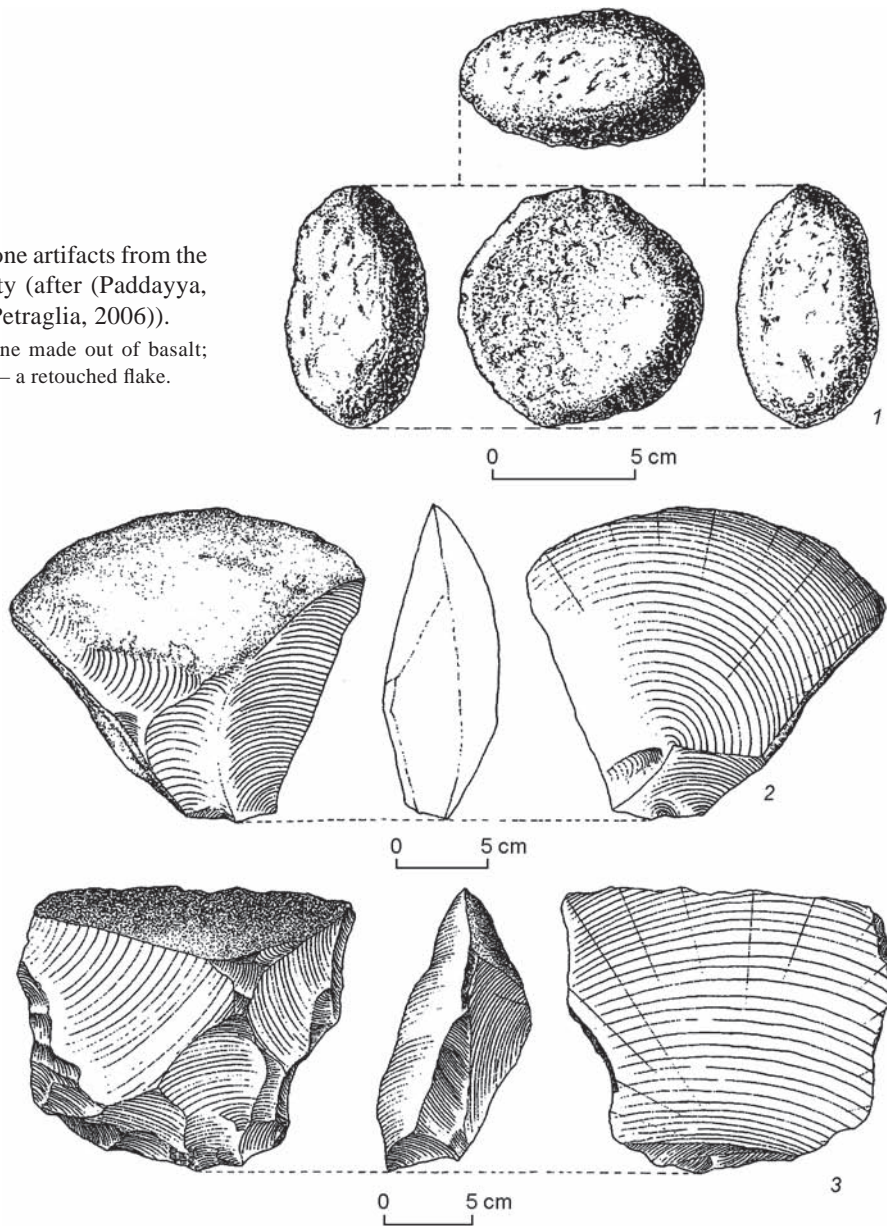 one artifacts from the
ty (after (Paddayya,
Petraglia, 2006)).
ne made out of basalt;
– a retouched flake.
1
0 5 cm
2
0 5 cm
3
0 5 cm